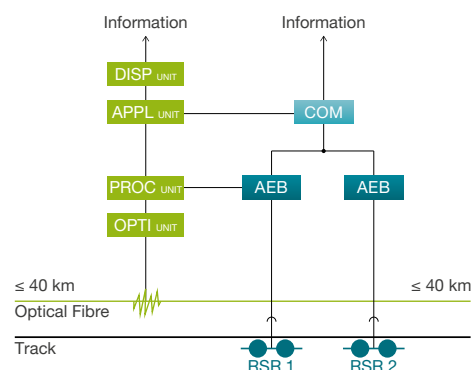 Information Information
DISP UNIT
APPL UNIT COM
PROC UNIT AEB AEB
OPTI UNIT
≤ 40 km ≤ 40 km
Optical Fibre
Track
RSR 1 RSR 2